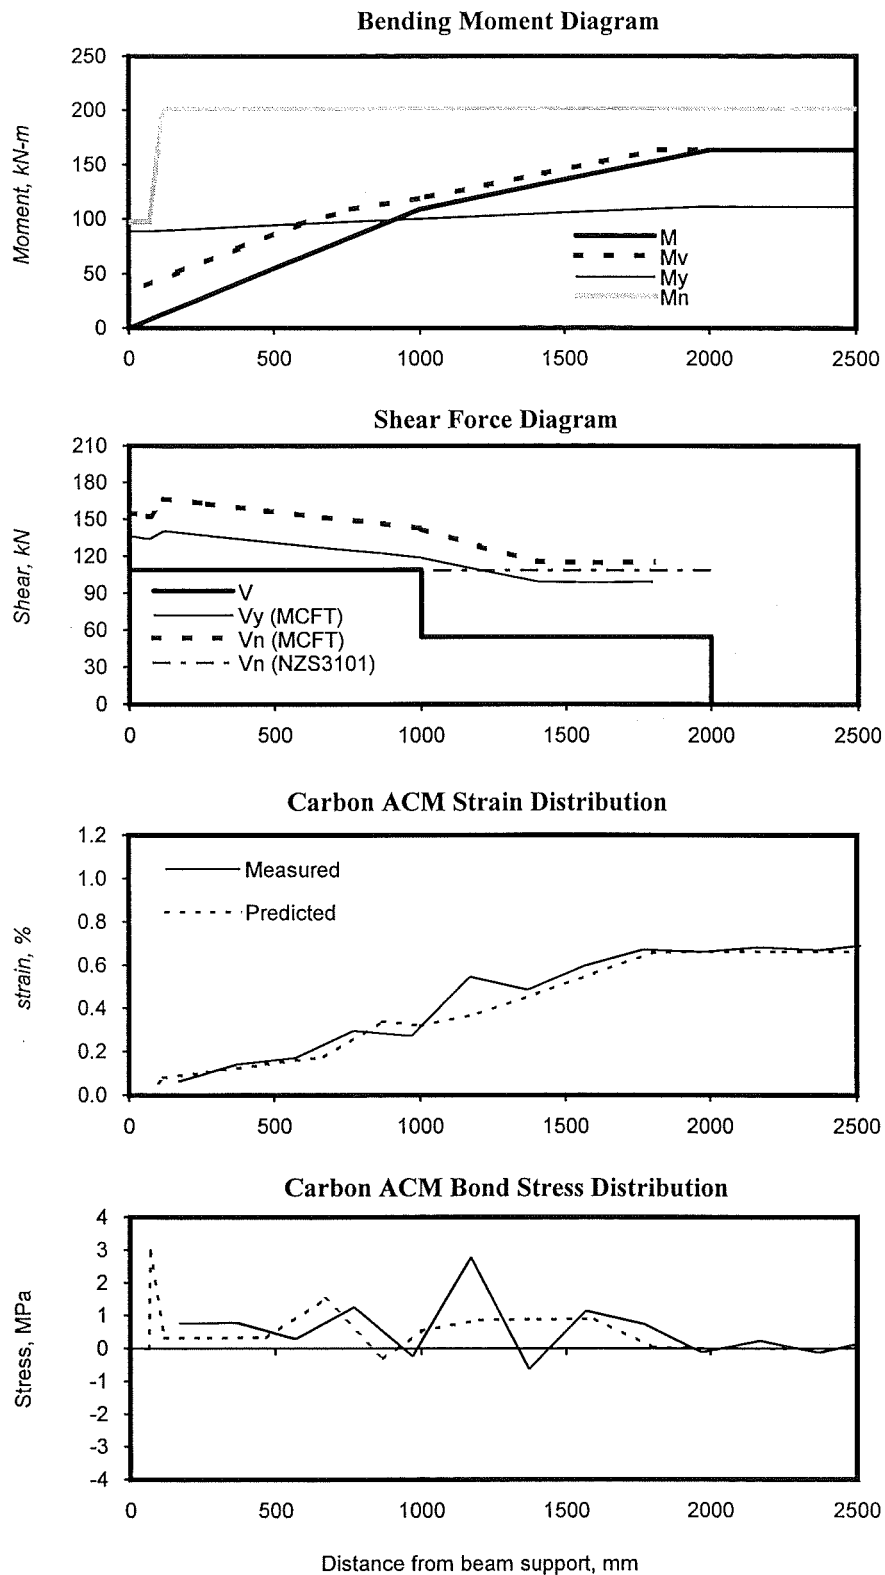 Bending Moment Diagram
250
200
150
100
50
0
Moment, kN-m
M
Mv
My
Mn
0 500 1000 1500 2000 2500
Shear Force Diagram
210
180
150
120
90
60
30
0
Shear, kN
V
Vy (MCFT)
Vn (MCFT)
Vn (NZS3101)
0 500 1000 1500 2000 2500
Carbon ACM Strain Distribution
1.2
1.0
0.8
0.6
0.4
0.2
0.0
strain, %
Measured
Predicted
0 500 1000 1500 2000 2500
Carbon ACM Bond Stress Distribution
4
3
2
1
0
-1
-2
-3
-4
Stress, MPa
0 500 1000 1500 2000 2500
Distance from beam support, mm